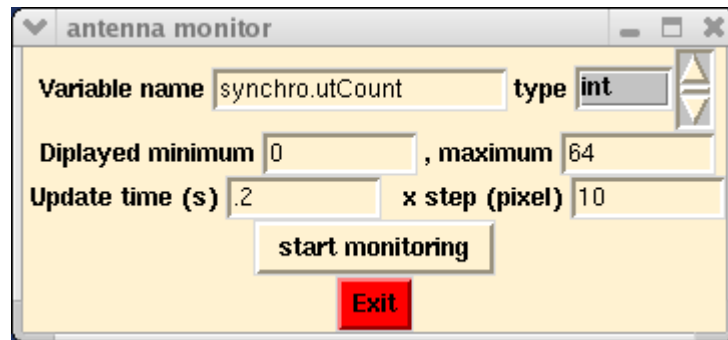 antenna monitor
Variable name synchro.utCount type int
Diplayed minimum 0 , maximum 64
Update time (s) .2 x step (pixel) 10
start monitoring
Exit